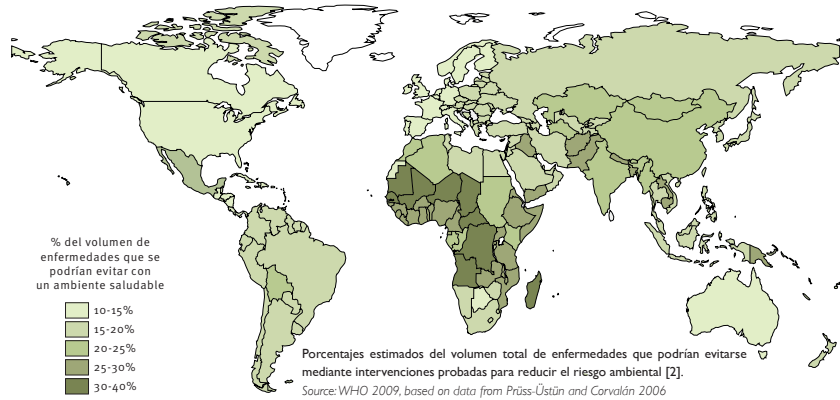 % del volumen de
enfermedades que se
podrían evitar con
un ambiente saludable
10-15%
15-20%
20-25%
25-30%
30-40%
Porcentajes estimados del volumen total de enfermedades que podrían evitarse
mediante intervenciones probadas para reducir el riesgo ambiental [2].
Source: WHO 2009, based on data from Prüss-Üstün and Corvalán 2006